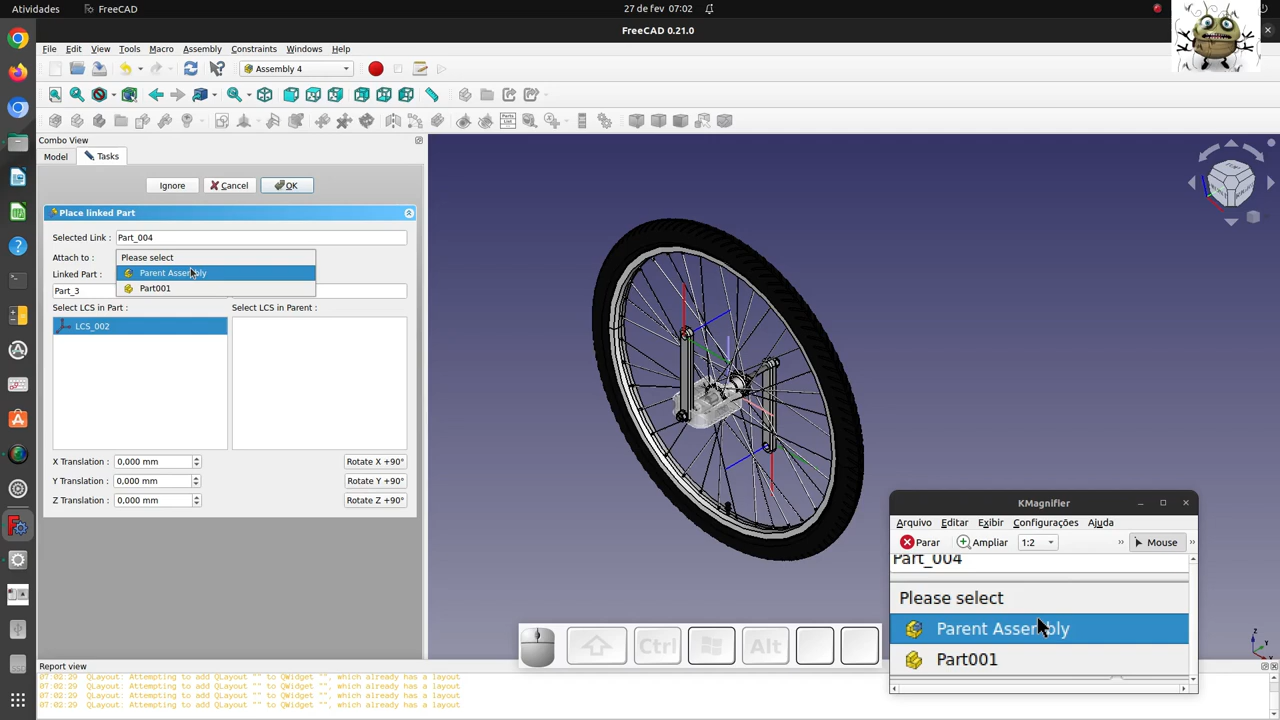 Atividades
FreeCAD
27 de fev 07:02
FreeCAD 0.21.0
File Edit View Tools Macro Assembly Constraints Windows Help
Assembly 4
Combo View
Model
Tasks
Ignore
Cancel
OK
Place linked Part
Selected Link :
Part_004
Attach to :
Please select
Parent Assembly
Linked Part :
Part001
Part_3
Select LCS in Part :
Select LCS in Parent :
LCS_002
X Translation :
0,000 mm
Rotate X +90°
Y Translation :
0,000 mm
Rotate Y +90°
Z Translation :
0,000 mm
Rotate Z +90°
KMagnifier
Arquivo Editar Exibir Configurações Ajuda
Parar
Ampliar
1:2
Mouse
Part_004
Please select
Parent Assembly
Part001
Ctrl
Alt
Report view
07:02:29 QLayout: Attempting to add QLayout "" to QWidget "", which already has a layout
07:02:29 QLayout: Attempting to add QLayout "" to QWidget "", which already has a layout
07:02:29 QLayout: Attempting to add QLayout "" to QWidget "", which already has a layout
07:02:29 QLayout: Attempting to add QLayout "" to QWidget "", which already has a layout